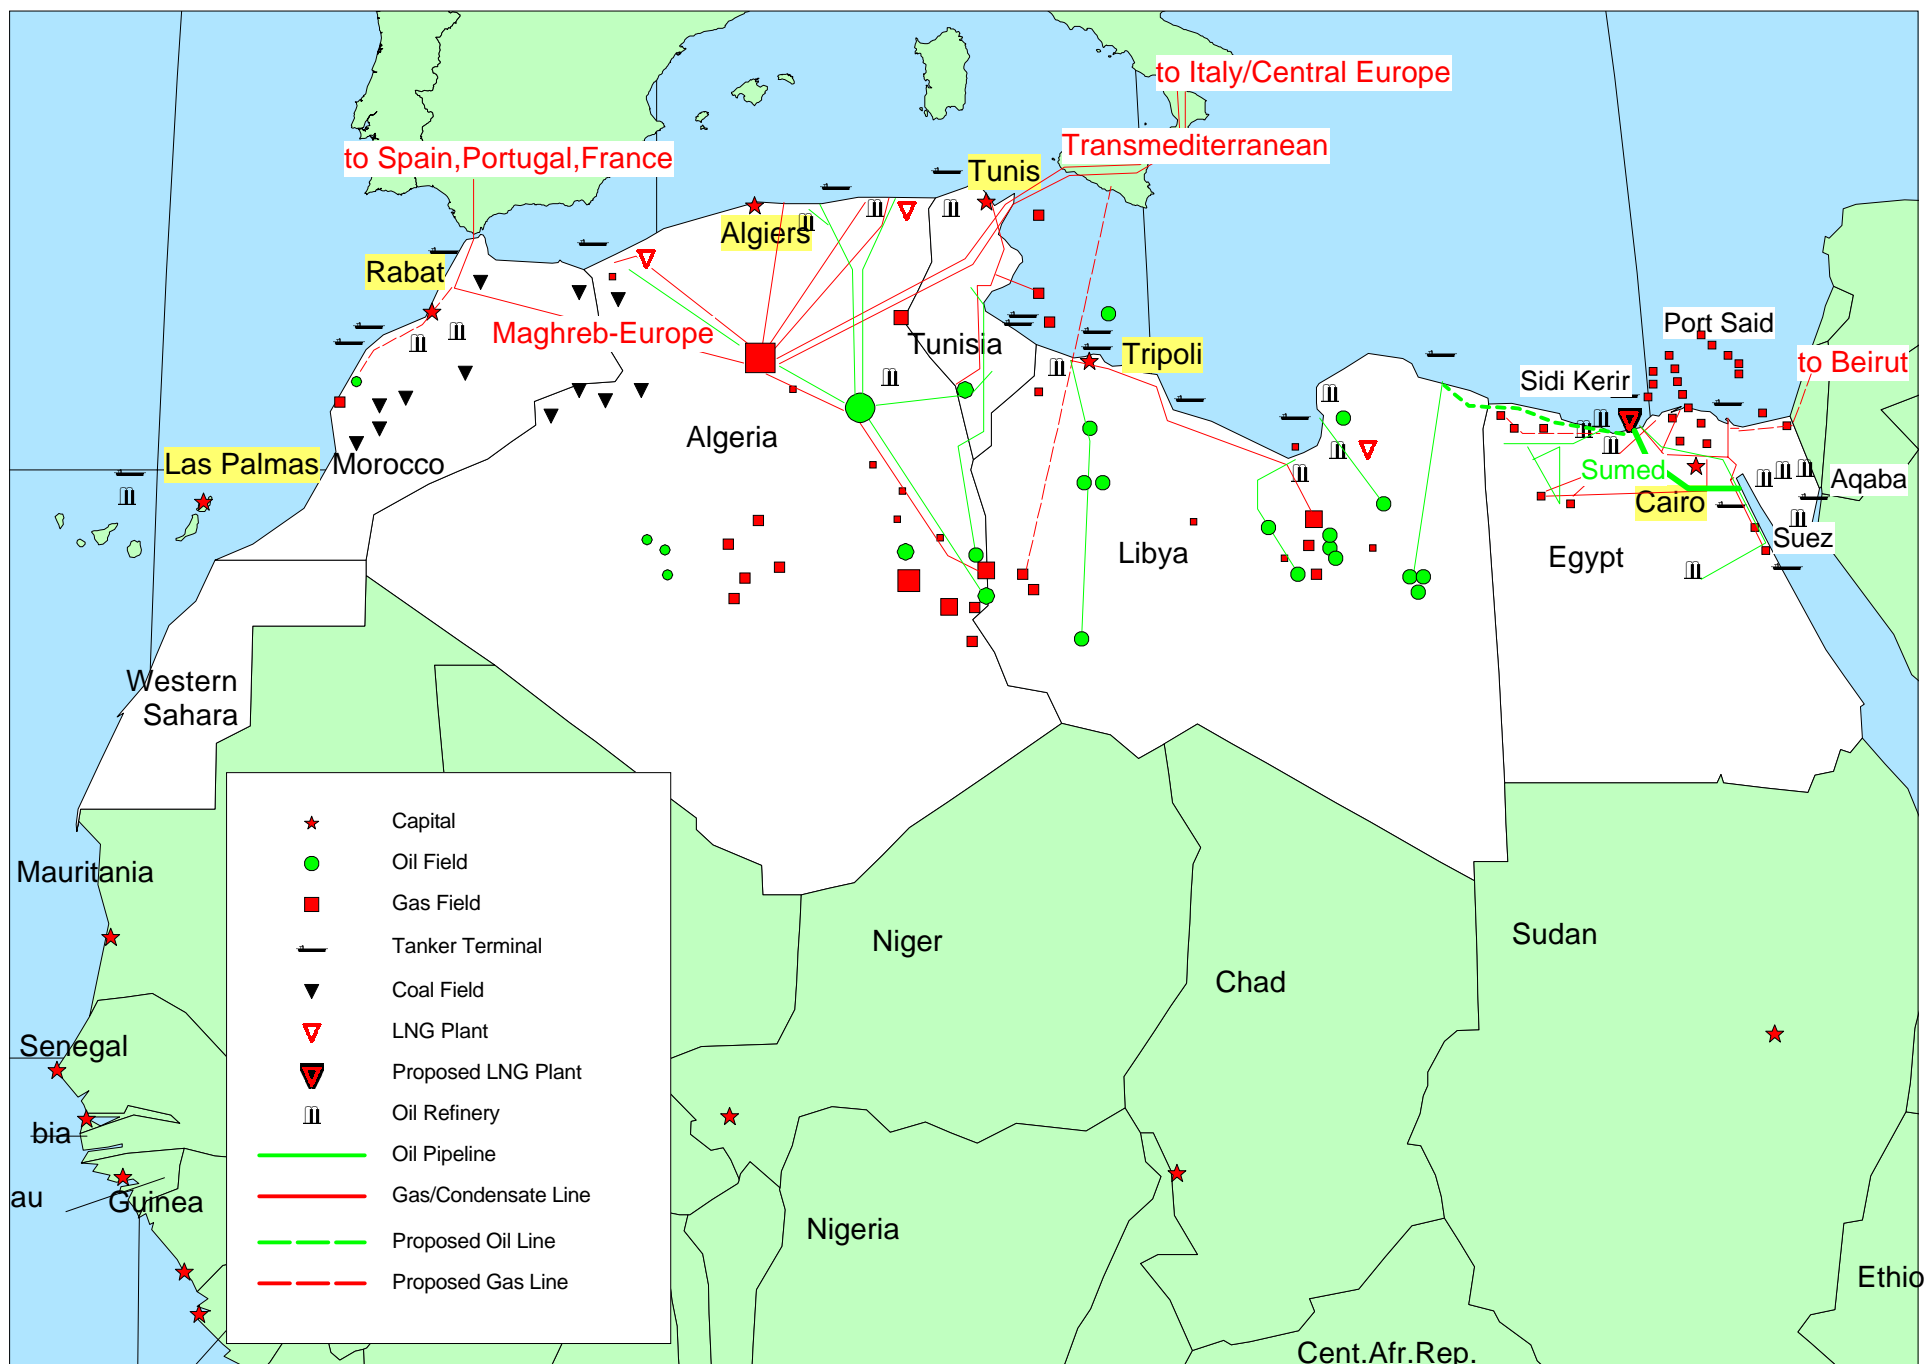 to Italy/Central Europe
Transmediterranean
to Spain,Portugal,France
Tunis
Algiers
Rabat
Maghreb-Europe
Tunisia
Tripoli
Port Said
Sidi Kerir
to Beirut
Algeria
Las Palmas
Morocco
Sumed
Aqaba
Cairo
Suez
Libya
Egypt
Western
Sahara
Mauritania
Niger
Sudan
Chad
Senegal
bia
au
Guinea
Nigeria
Ethio
Cent.Afr.Rep.
Capital
Oil Field
Gas Field
Tanker Terminal
Coal Field
LNG Plant
Proposed LNG Plant
Oil Refinery
Oil Pipeline
Gas/Condensate Line
Proposed Oil Line
Proposed Gas Line